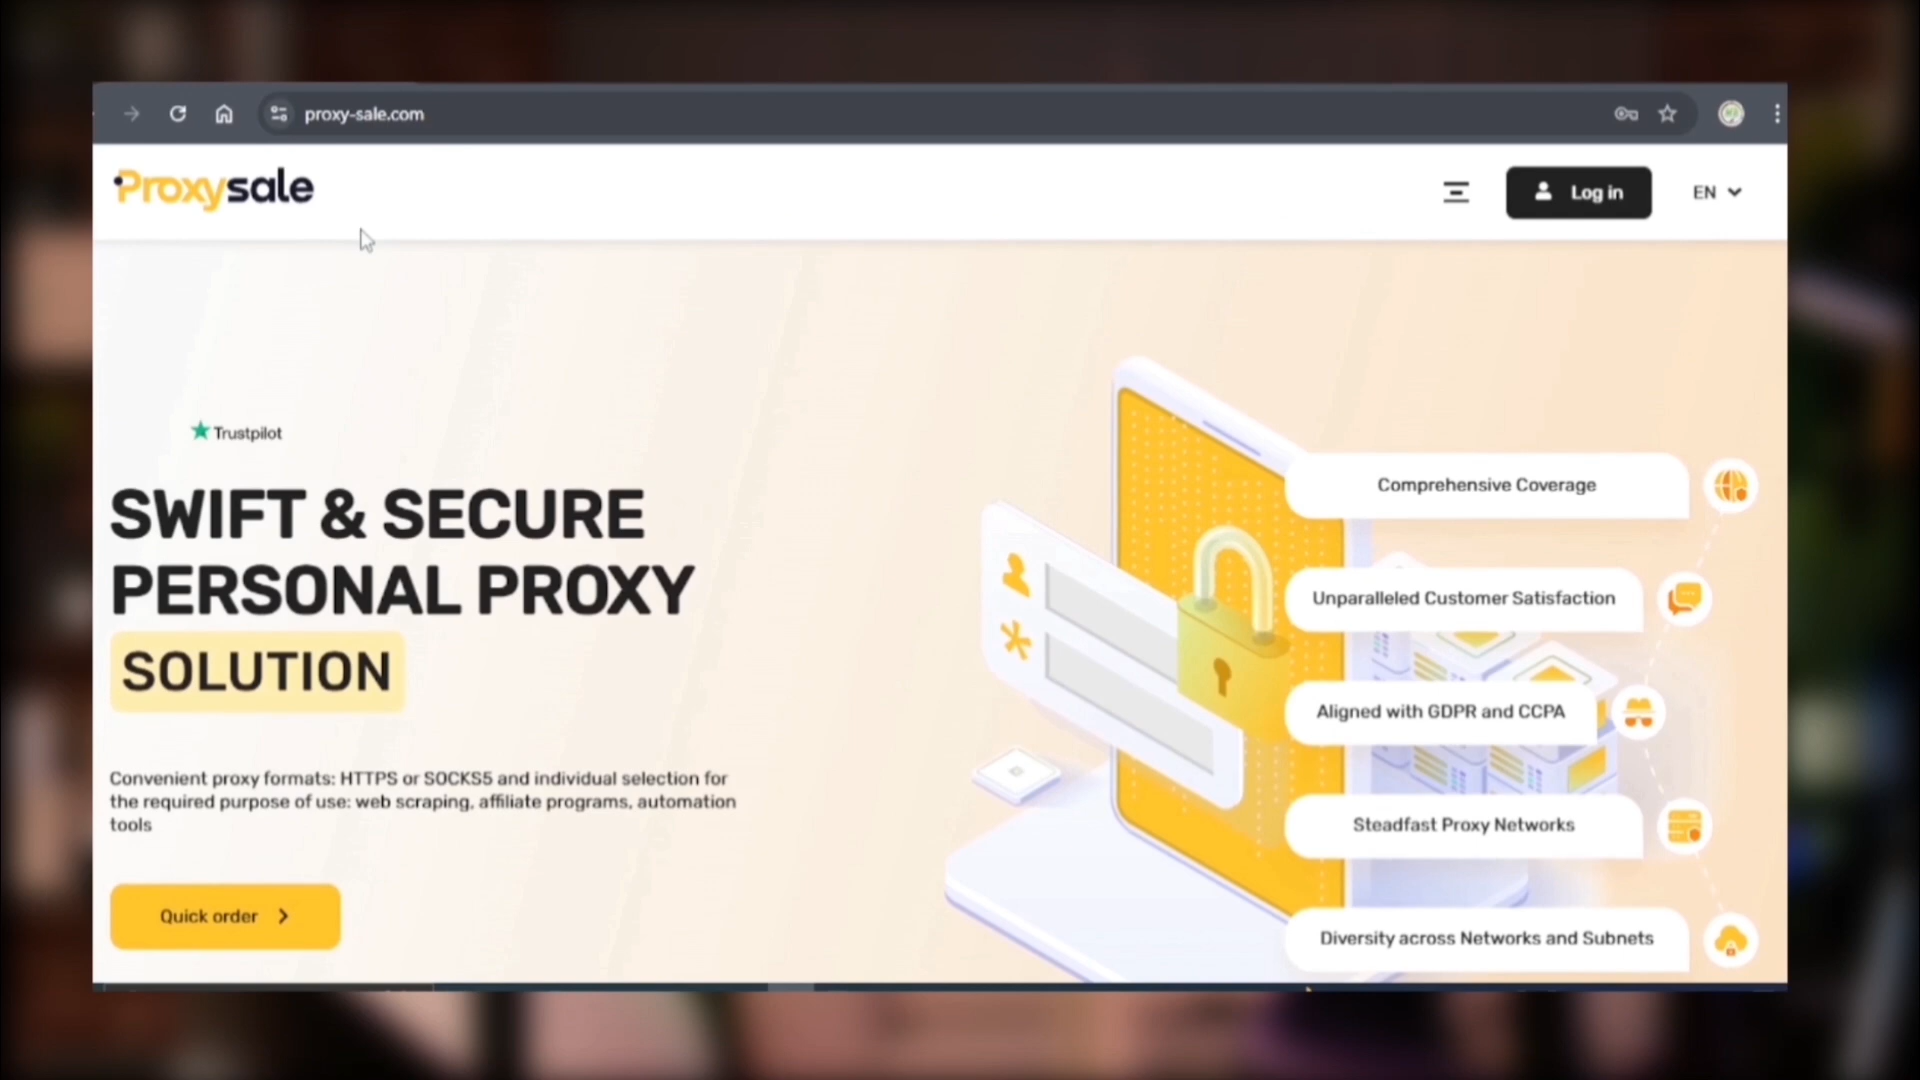 proxy-sale.com
Proxysale
Log in
EN
Trustpilot
SWIFT & SECURE
PERSONAL PROXY
SOLUTION
Convenient proxy formats: HTTPS or SOCKS5 and individual selection for
the required purpose of use: web scraping, affiliate programs, automation
tools
Quick order
Comprehensive Coverage
Unparalleled Customer Satisfaction
Aligned with GDPR and CCPA
Steadfast Proxy Networks
Diversity across Networks and Subnets